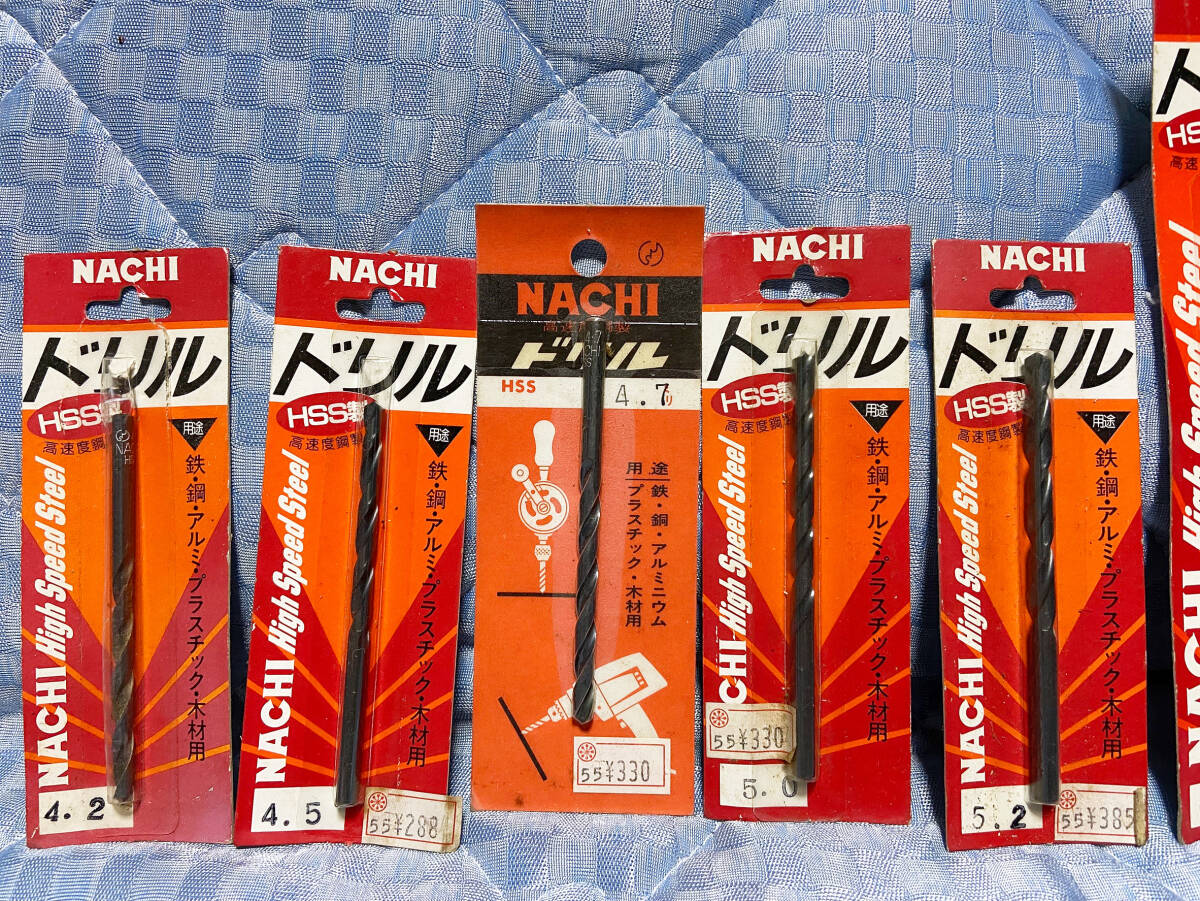 NACHI
ドリル
HSS
高速度鋼製
用途
鉄・鋼・アルミ・プラスチック・木材用
NACHI High Speed Steel
4.2
NACHI
ドリル
HSS製
高速度鋼製
用途
鉄・鋼・アルミ・プラスチック・木材用
NACHI High Speed Steel
4.5
55¥288
NACHI
ドリル
HSS
4.7
用途
鉄・銅・アルミニウム
プラスチック・木材用
55¥330
NACHI
ドリル
HSS製
高速度鋼製
用途
鉄・鋼・アルミ・プラスチック・木材用
High Speed Steel
55¥330
5.0
NACHI
ドリル
HSS製
高速度鋼製
用途
鉄・鋼・アルミ・プラスチック・木材用
NACHI High Speed Steel
5.2
55¥385
ド
HS
高速
High Speed Steel